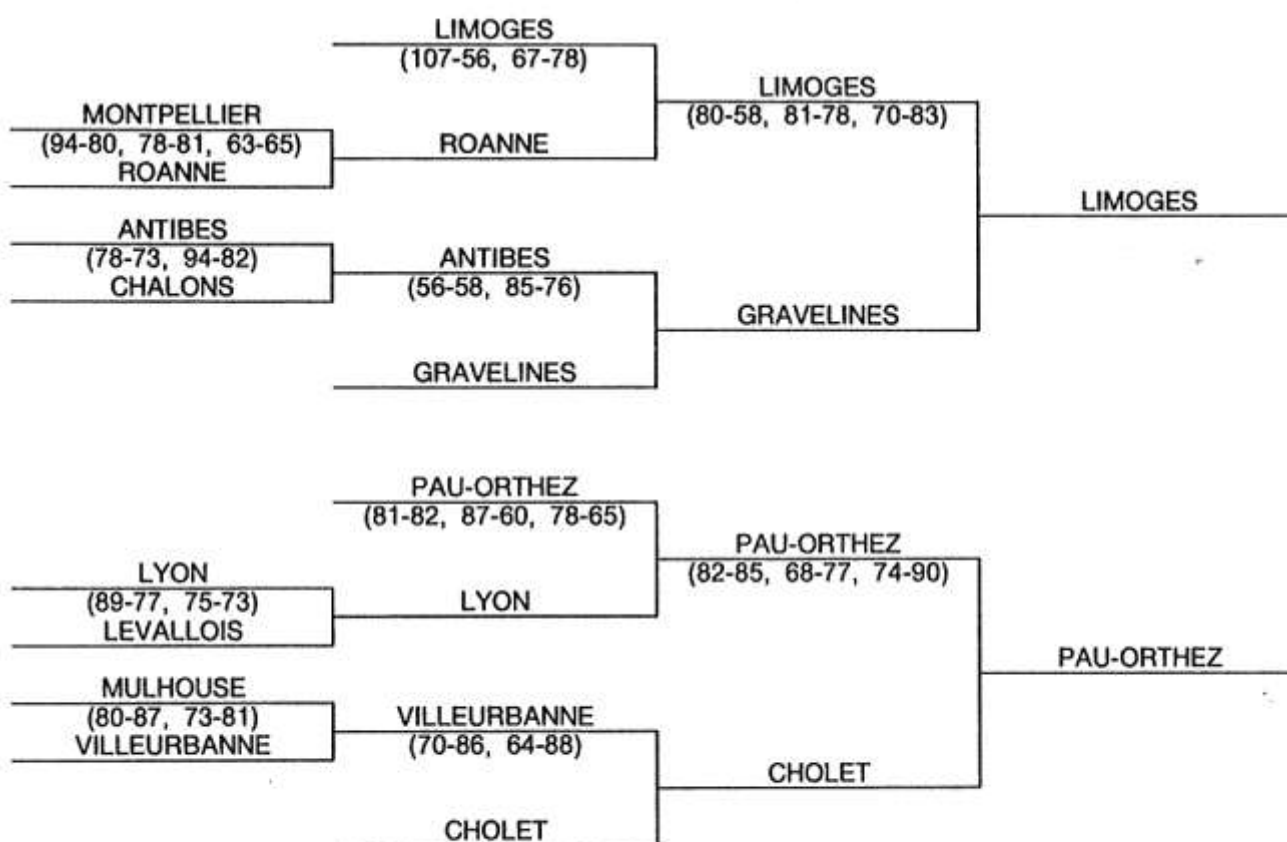 LIMOGES
(107-56, 67-78)
MONTPELLIER
(94-80, 78-81, 63-65)
ROANNE
ROANNE
LIMOGES
(80-58, 81-78, 70-83)
ANTIBES
(78-73, 94-82)
CHALONS
ANTIBES
(56-58, 85-76)
GRAVELINES
GRAVELINES
LIMOGES
PAU-ORTHEZ
(81-82, 87-60, 78-65)
LYON
(89-77, 75-73)
LEVALLOIS
LYON
PAU-ORTHEZ
(82-85, 68-77, 74-90)
MULHOUSE
(80-87, 73-81)
VILLEURBANNE
VILLEURBANNE
(70-86, 64-88)
CHOLET
CHOLET
PAU-ORTHEZ